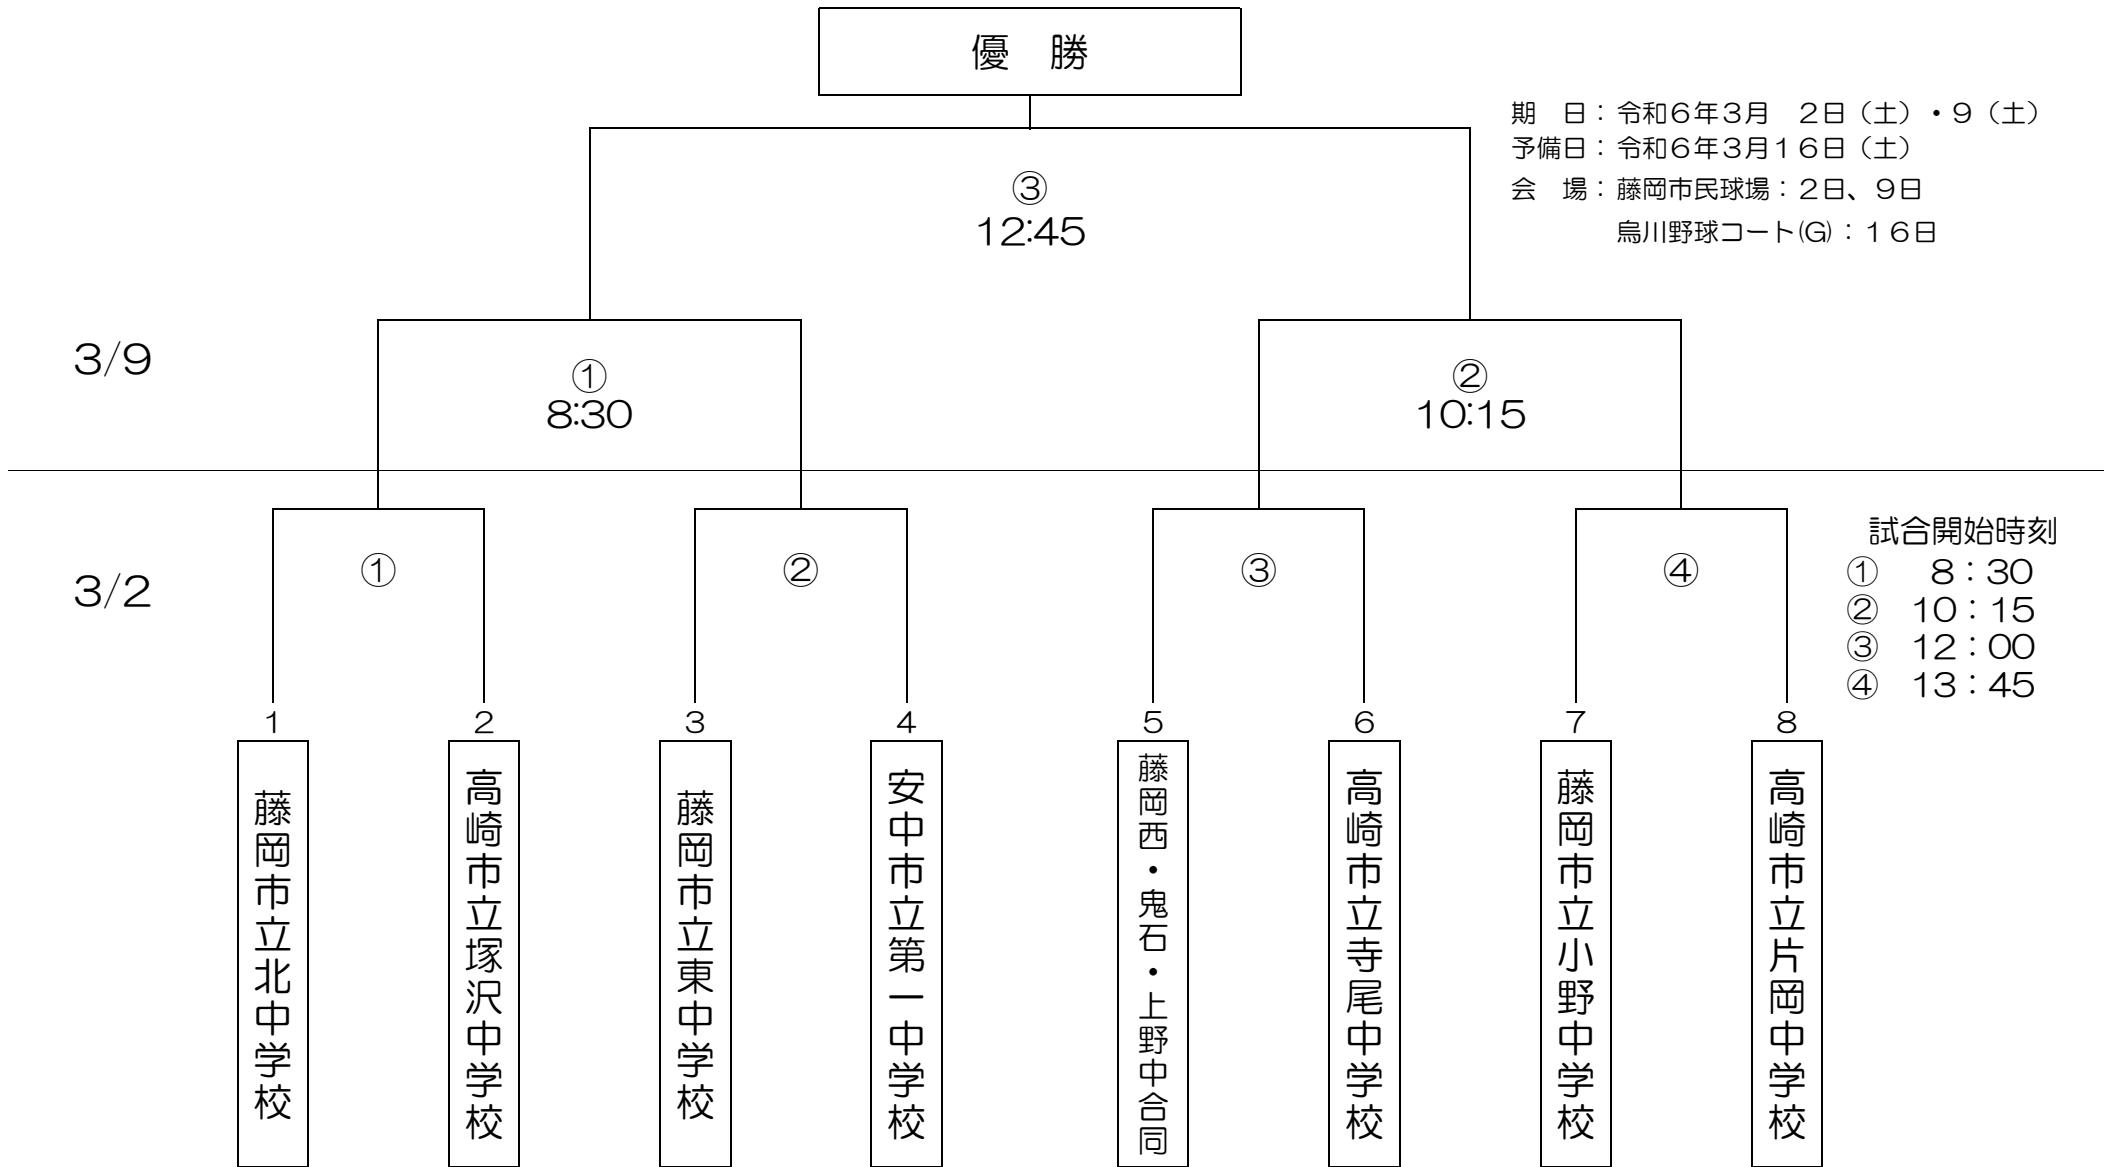 優　勝
期　日：令和６年３月　２日（土）・９（土）
予備日：令和６年３月１６日（土）
会　場：藤岡市民球場：２日、９日
烏川野球コート(G)：１６日
③
12:45
3/9
①
8:30
②
10:15
3/2
①
②
③
④
試合開始時刻
①　8：30
②　10：15
③　12：00
④　13：45
1
2
3
4
5
6
7
8
藤岡市立北中学校
高崎市立塚沢中学校
藤岡市立東中学校
安中市立第一中学校
藤岡西・鬼石・上野中合同
高崎市立寺尾中学校
藤岡市立小野中学校
高崎市立片岡中学校